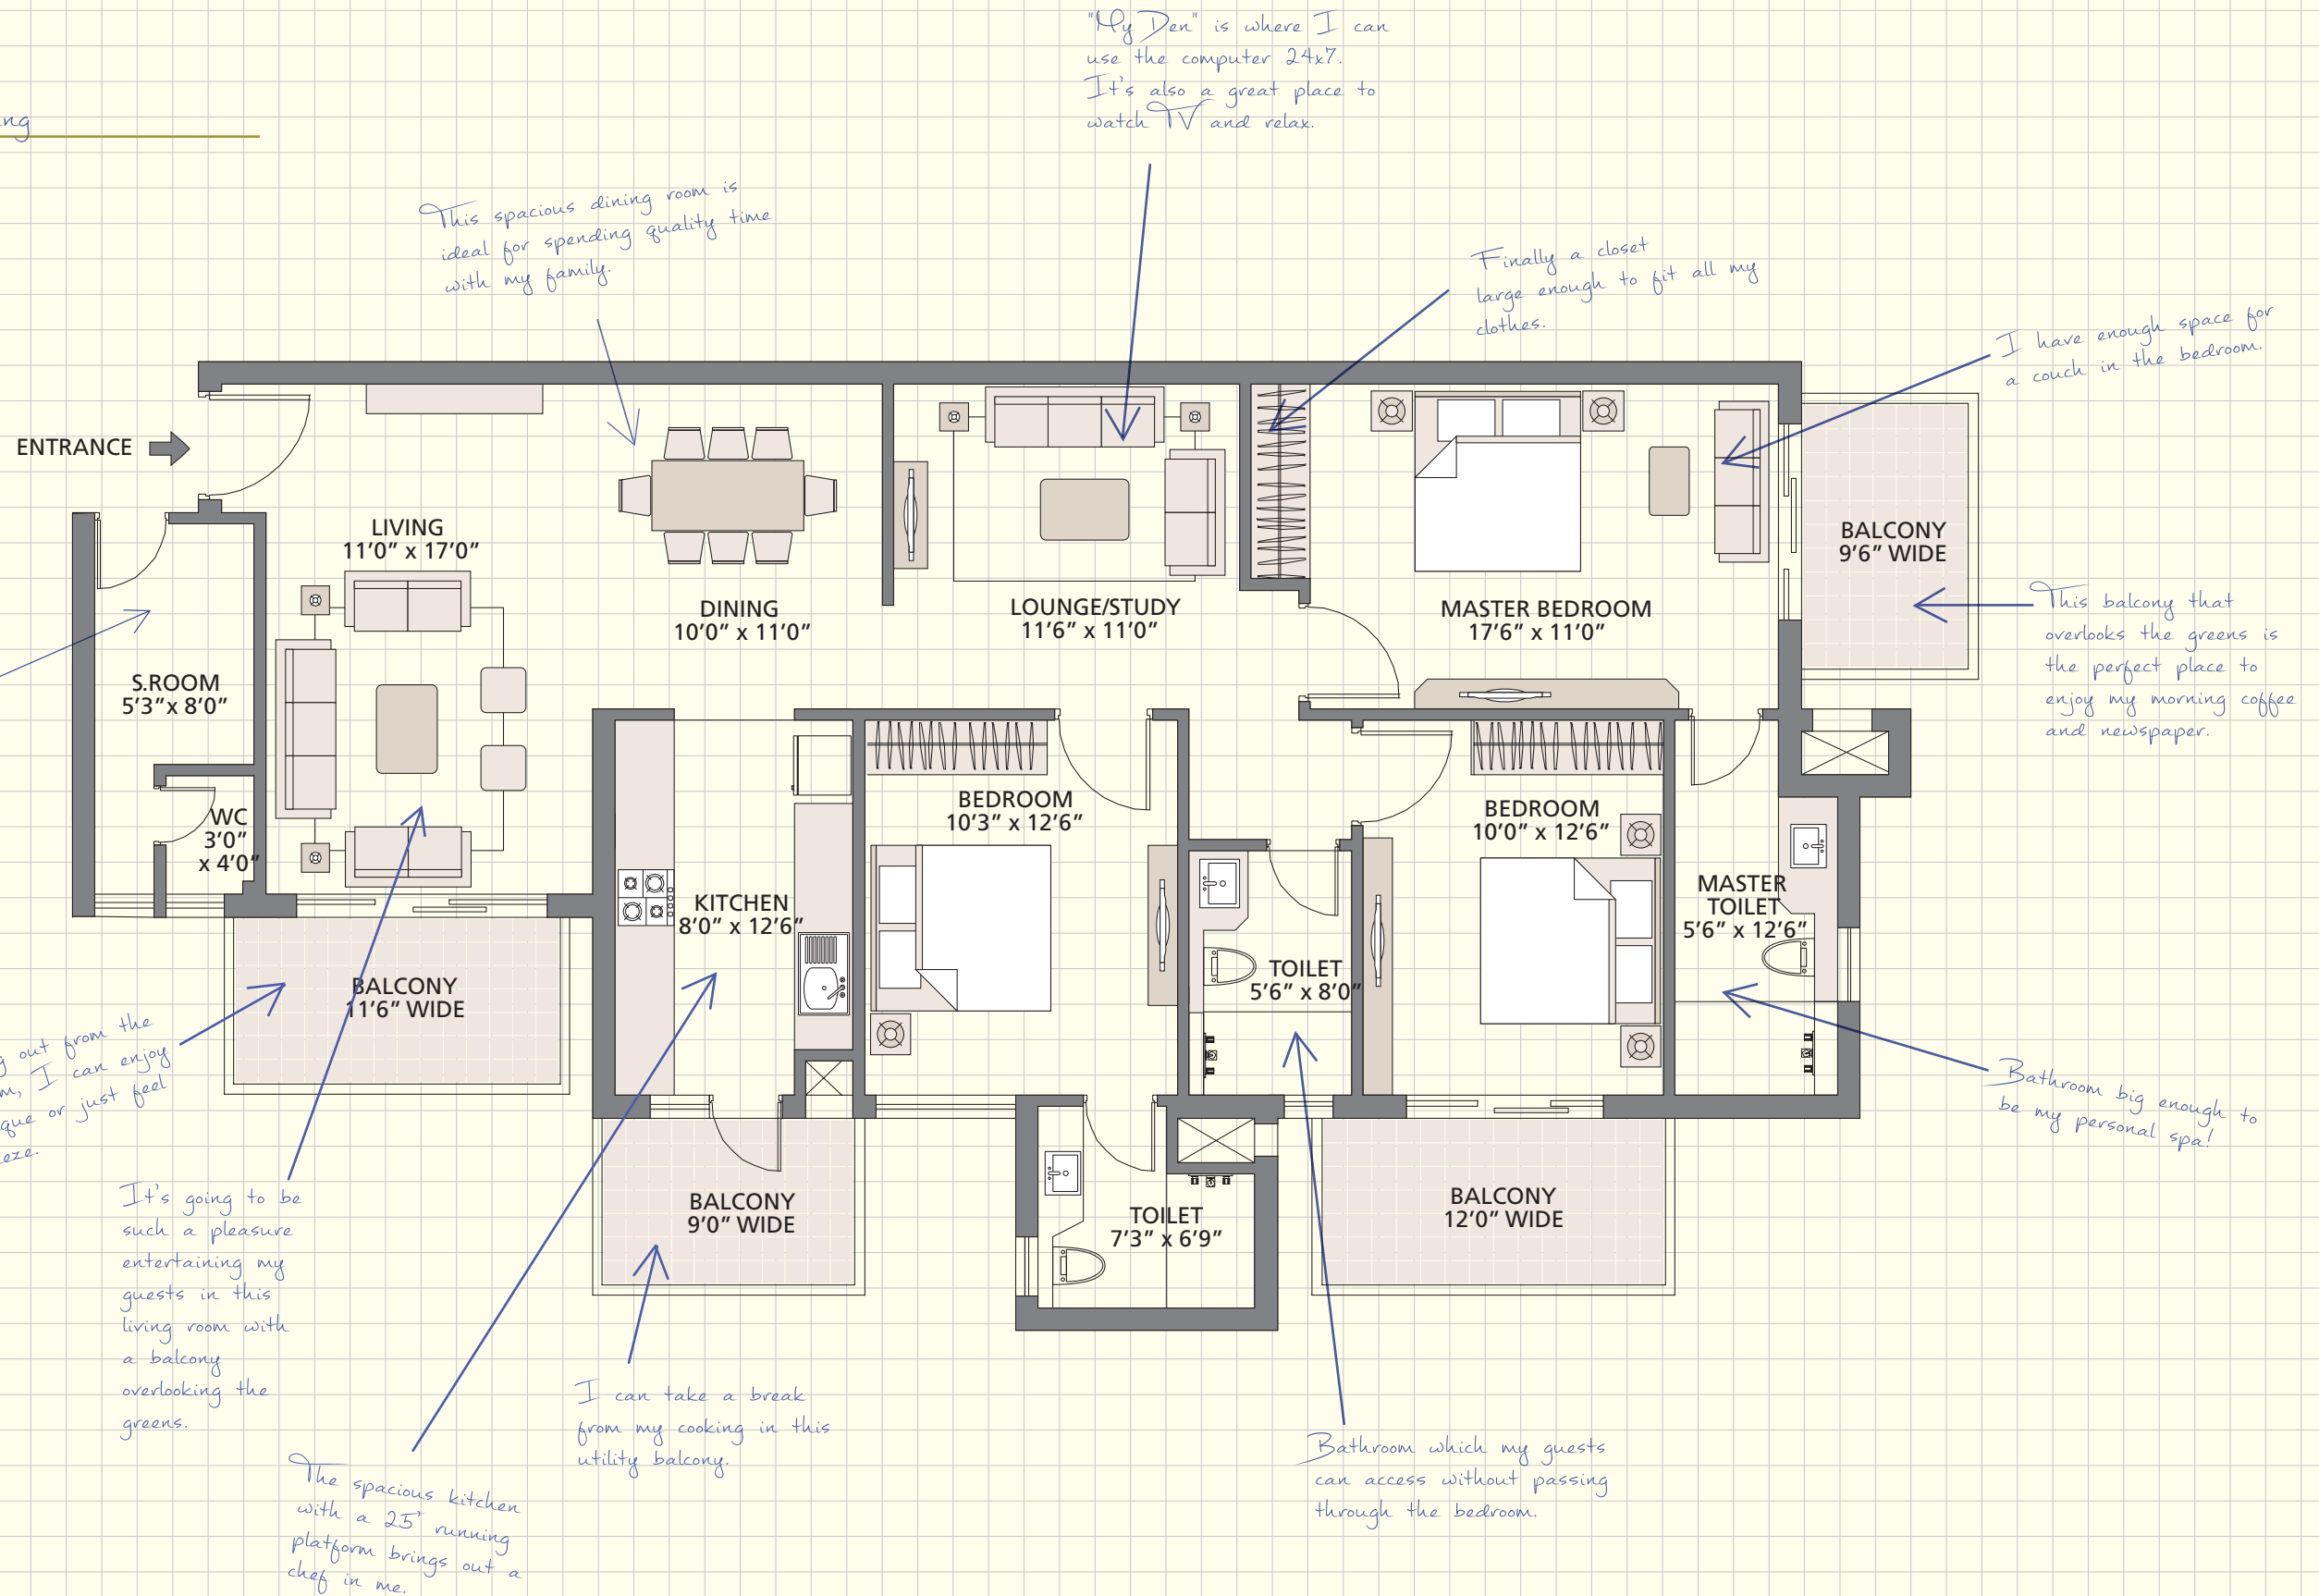 "My Den" is where I can
use the computer 24x7.
It's also a great place to
watch TV and relax.
This spacious dining room is
ideal for spending quality time
with my family.
Finally a closet
large enough to fit all my
clothes.
I have enough space for
a couch in the bedroom.
ENTRANCE
LIVING
11'0" x 17'0"
DINING
10'0" x 11'0"
LOUNGE/STUDY
11'6" x 11'0"
MASTER BEDROOM
17'6" x 11'0"
BALCONY
9'6" WIDE
This balcony that
overlooks the greens is
the perfect place to
enjoy my morning coffee
and newspaper.
S.ROOM
5'3"x 8'0"
WC
3'0"
x 4'0"
KITCHEN
8'0" x 12'6"
BEDROOM
10'3" x 12'6"
TOILET
5'6" x 8'0"
BEDROOM
10'0" x 12'6"
MASTER
TOILET
5'6" x 12'6"
BALCONY
11'6" WIDE
out from the
I can enjoy
or just feel
Bathroom big enough to
be my personal spa!
BALCONY
9'0" WIDE
TOILET
7'3" x 6'9"
BALCONY
12'0" WIDE
It's going to be
such a pleasure
entertaining my
guests in this
living room with
a balcony
overlooking the
greens.
I can take a break
from my cooking in this
utility balcony.
The spacious kitchen
with a 25' running
platform brings out a
chef in me.
Bathroom which my guests
can access without passing
through the bedroom.